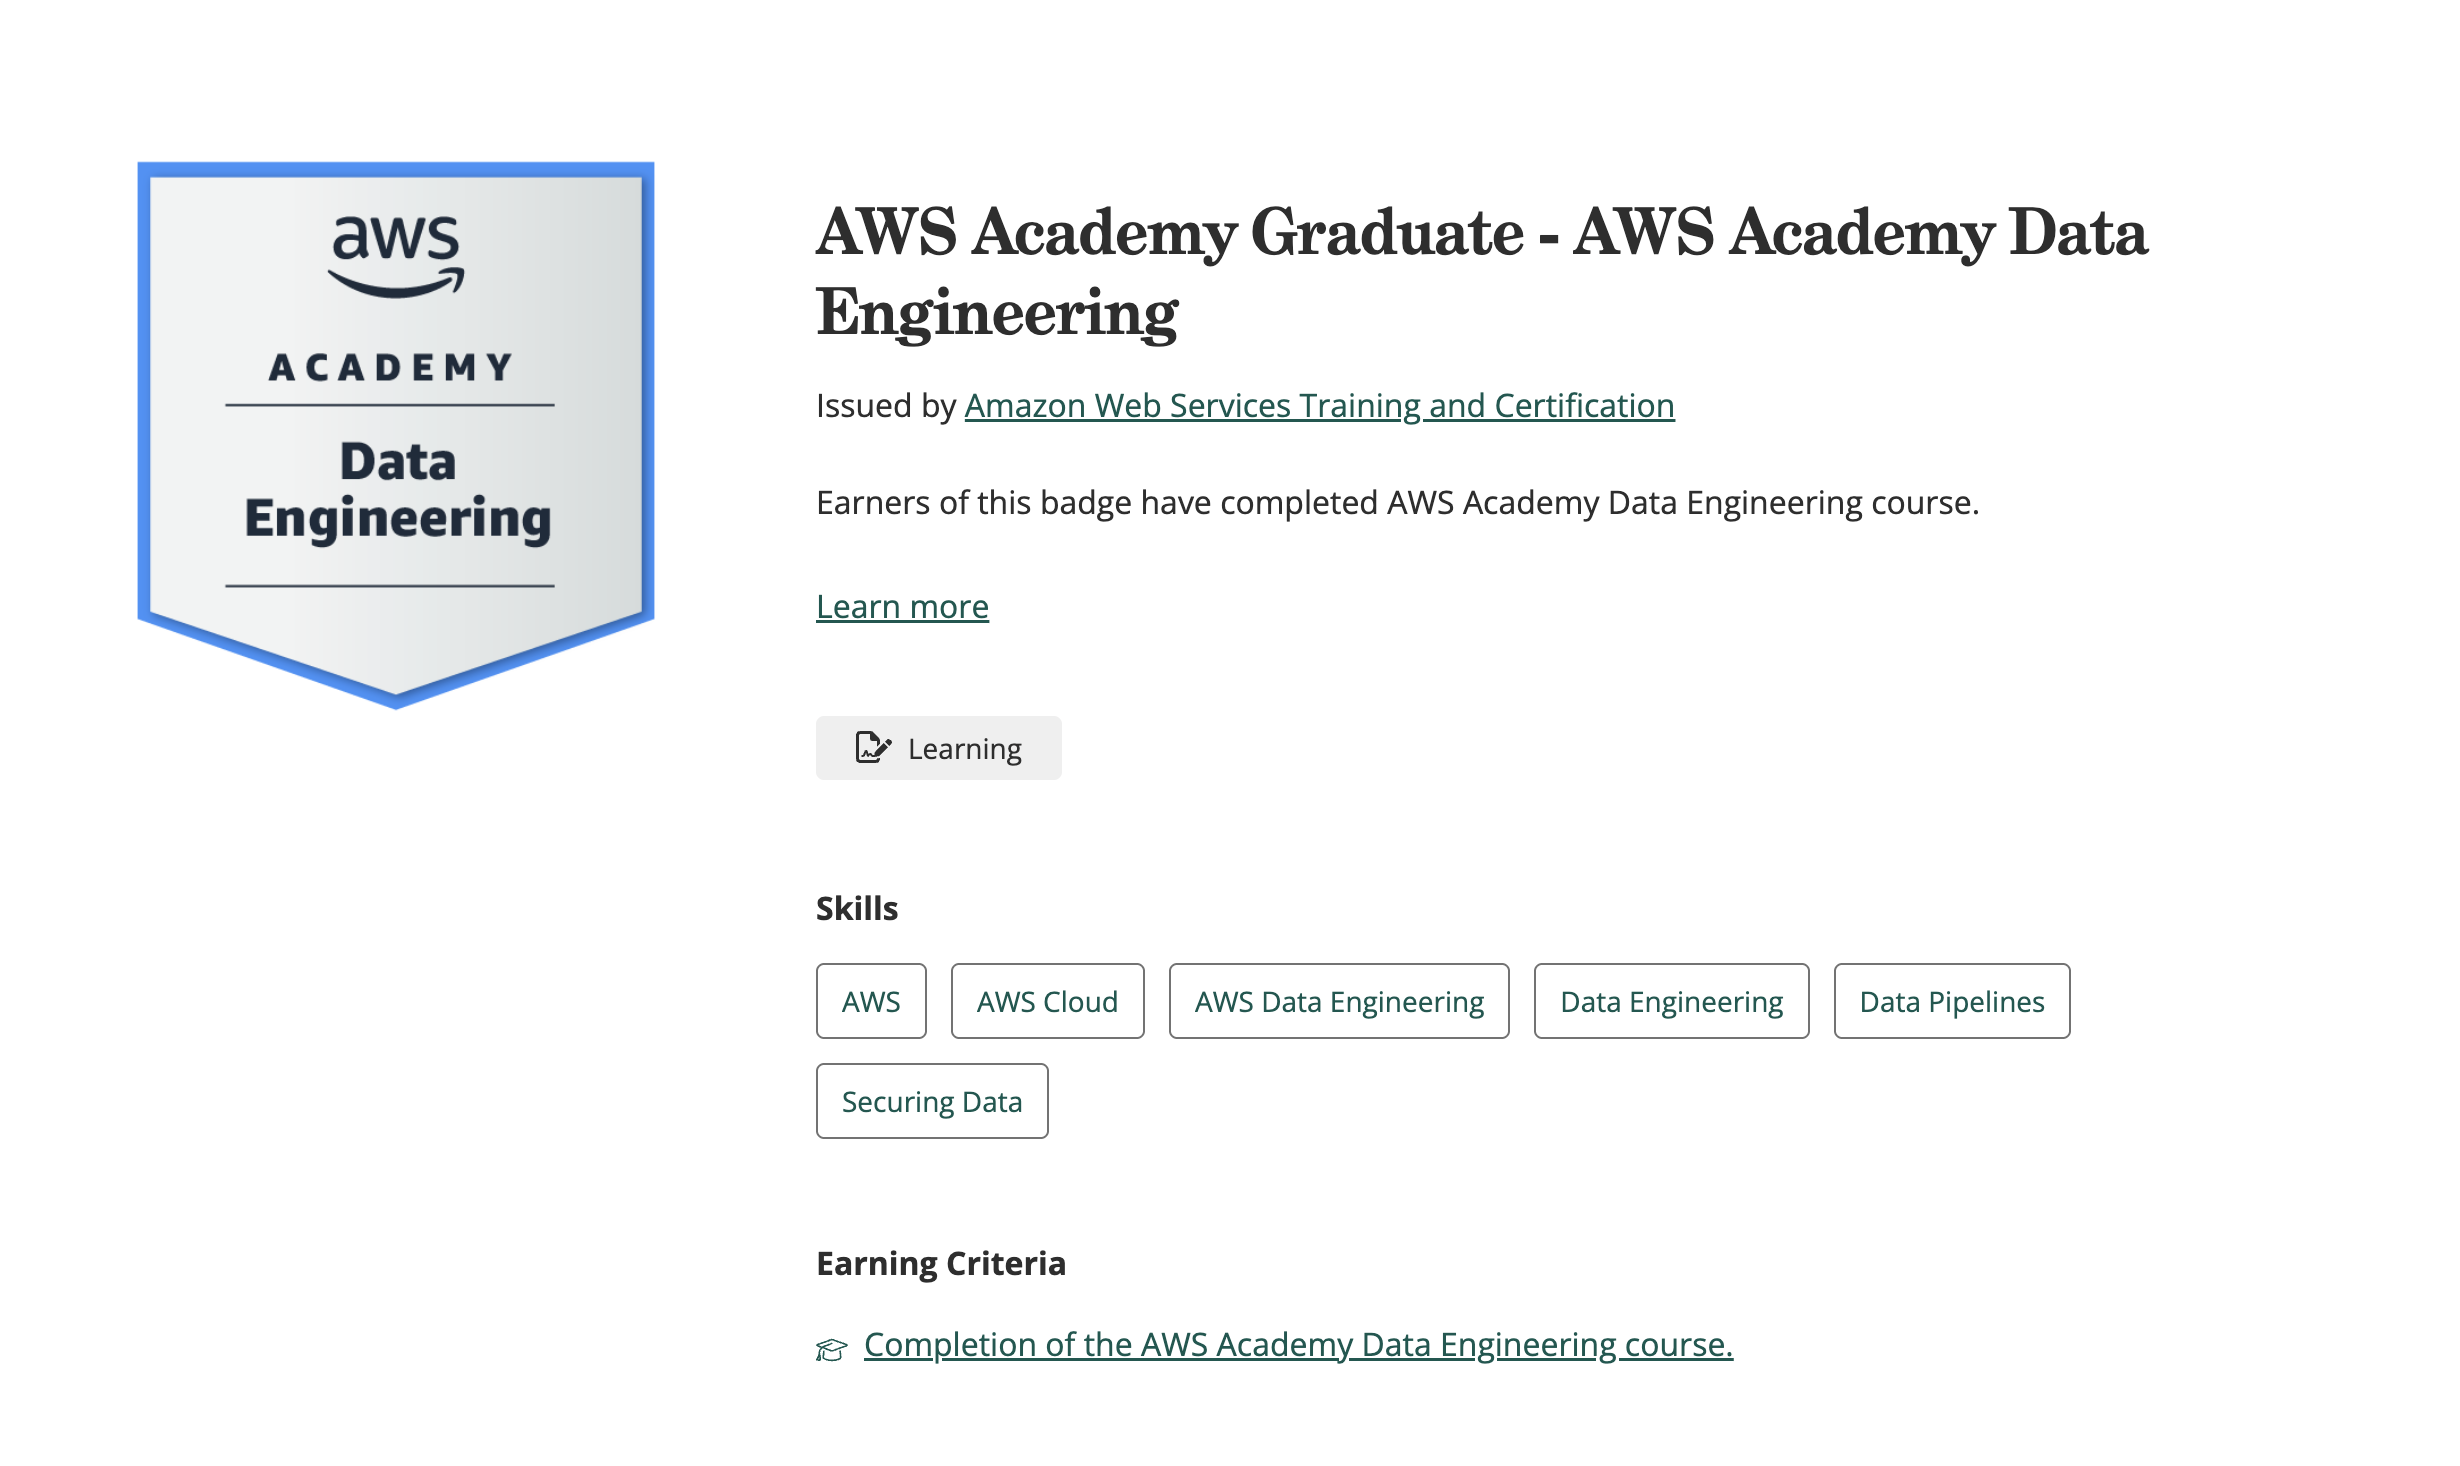 aws
ACADEMY
Data
Engineering
AWS Academy Graduate - AWS Academy Data
Engineering
Issued by Amazon Web Services Training and Certification
Earners of this badge have completed AWS Academy Data Engineering course.
Learn more
Learning
Skills
AWS
AWS Cloud
AWS Data Engineering
Data Engineering
Data Pipelines
Securing Data
Earning Criteria
Completion of the AWS Academy Data Engineering course.